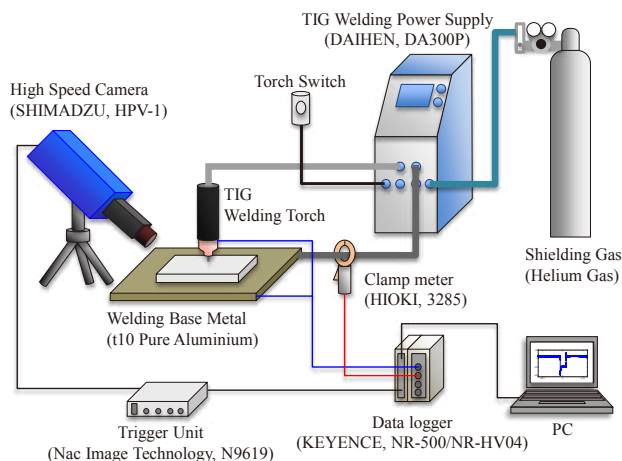 TIG Welding Power Supply
(DAIHEN, DA300P)
High Speed Camera
(SHIMADZU, HPV-1)
Torch Switch
TIG
Welding Torch
Shielding Gas
(Helium Gas)
Clamp meter
(HIOKI, 3285)
Welding Base Metal
(t10 Pure Aluminium)
Trigger Unit
(Nac Image Technology, N9619)
Data logger
(KEYENCE, NR-500/NR-HV04)
PC